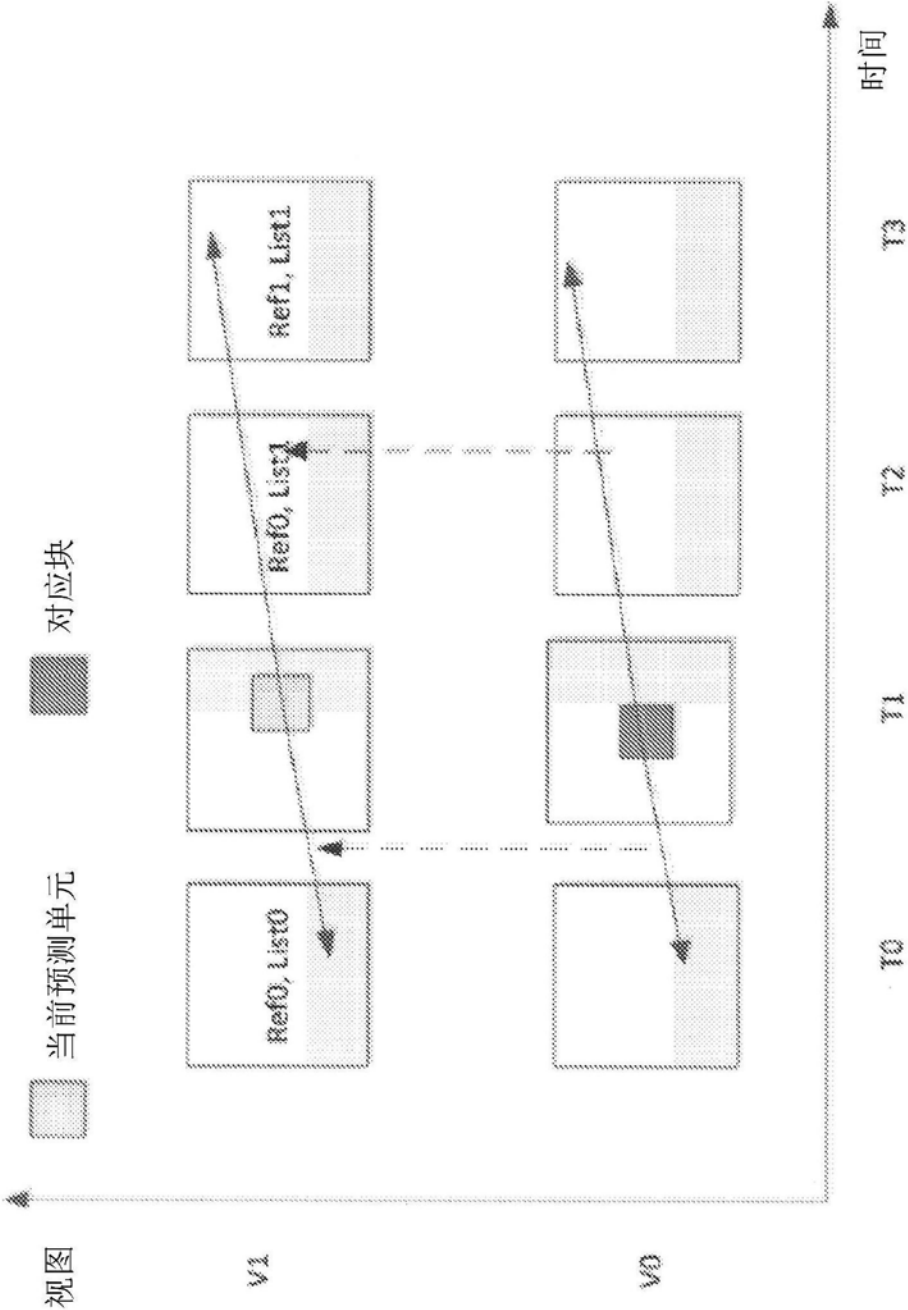 当前预测单元
对应块
视图
V1
Ref0, List0
Ref0, List1
Ref1, List1
V0
T0
T1
T2
T3
时间